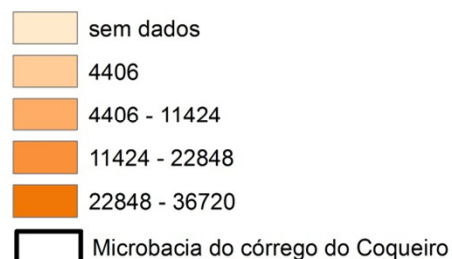 sem dados
4406
4406 - 11424
11424 - 22848
22848 - 36720
Microbacia do córrego do Coqueiro